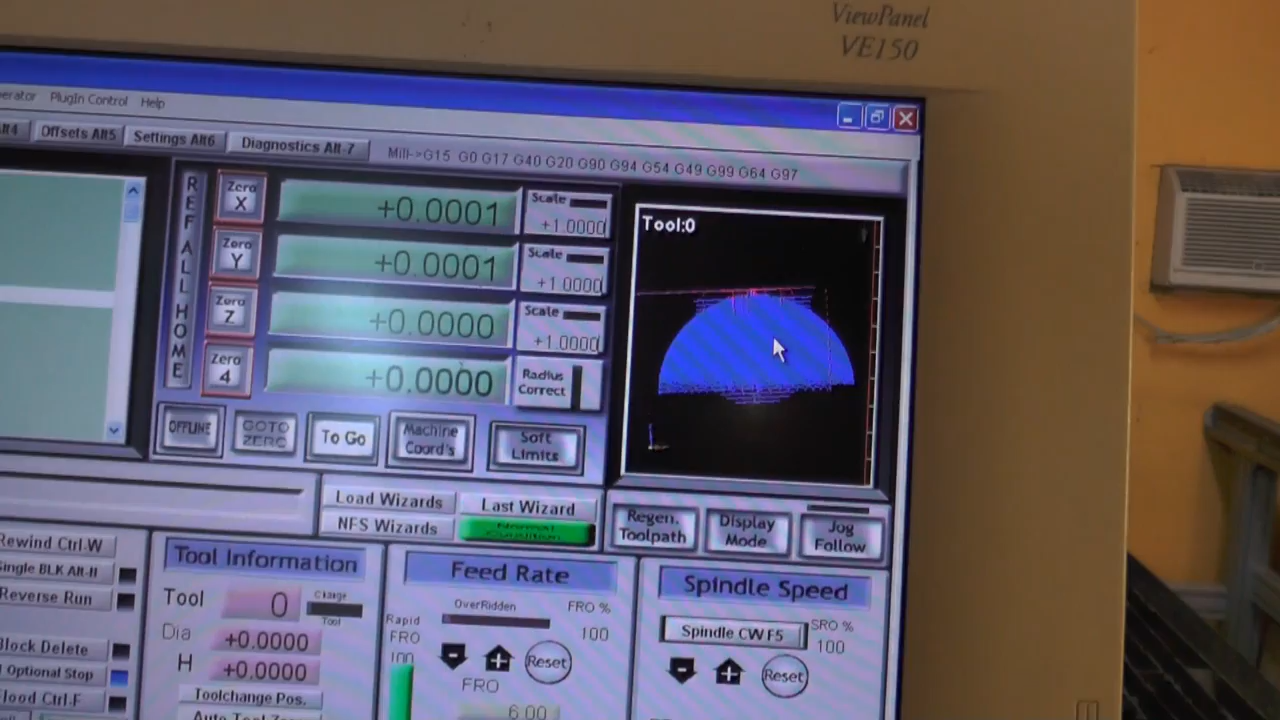 ViewPanel
VE150
PlugIn Control Help
Offsets Alt5 Settings Alt6 Diagnostics Alt-7 Mill->G15 G0 G17 G40 G20 G90 G94 G54 G49 G99 G64 G97
REF ALL HOME
Zero X +0.0001 Scale +1.0000
Zero Y +0.0001 Scale +1.0000
Zero Z +0.0000 Scale +1.0000
Zero 4 +0.0000 Radius Correct
Tool:0
OFFLINE GOTO ZERO To Go Machine Coord's Soft Limits
Load Wizards Last Wizard
NFS Wizards Normal Condition
Regen. Toolpath Display Mode Jog Follow
Rewind Ctrl-W
Single BLK Alt-N
Reverse Run
Block Delete
Optional Stop
Flood Ctrl-F
Tool Information
Tool 0 Change Tool
Dia +0.0000
H +0.0000
Toolchange Pos.
Feed Rate
OverRidden FRO %
100
Rapid FRO
100
Reset
FRO
6.00
Spindle Speed
Spindle CW F5 SRO %
100
Reset